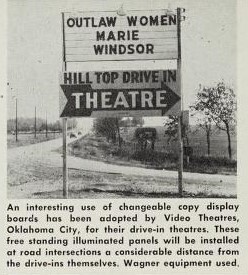 OUTLAW WOMEN
MARIE
WINDSOR
HILL TOP DRIVE IN
THEATRE
An interesting use of changeable copy display
boards has been adopted by Video Theatres,
Oklahoma City, for their drive-in theatres. These
free standing illuminated panels will be installed
at road intersections a considerable distance from
the drive-ins themselves. Wagner equipment used.